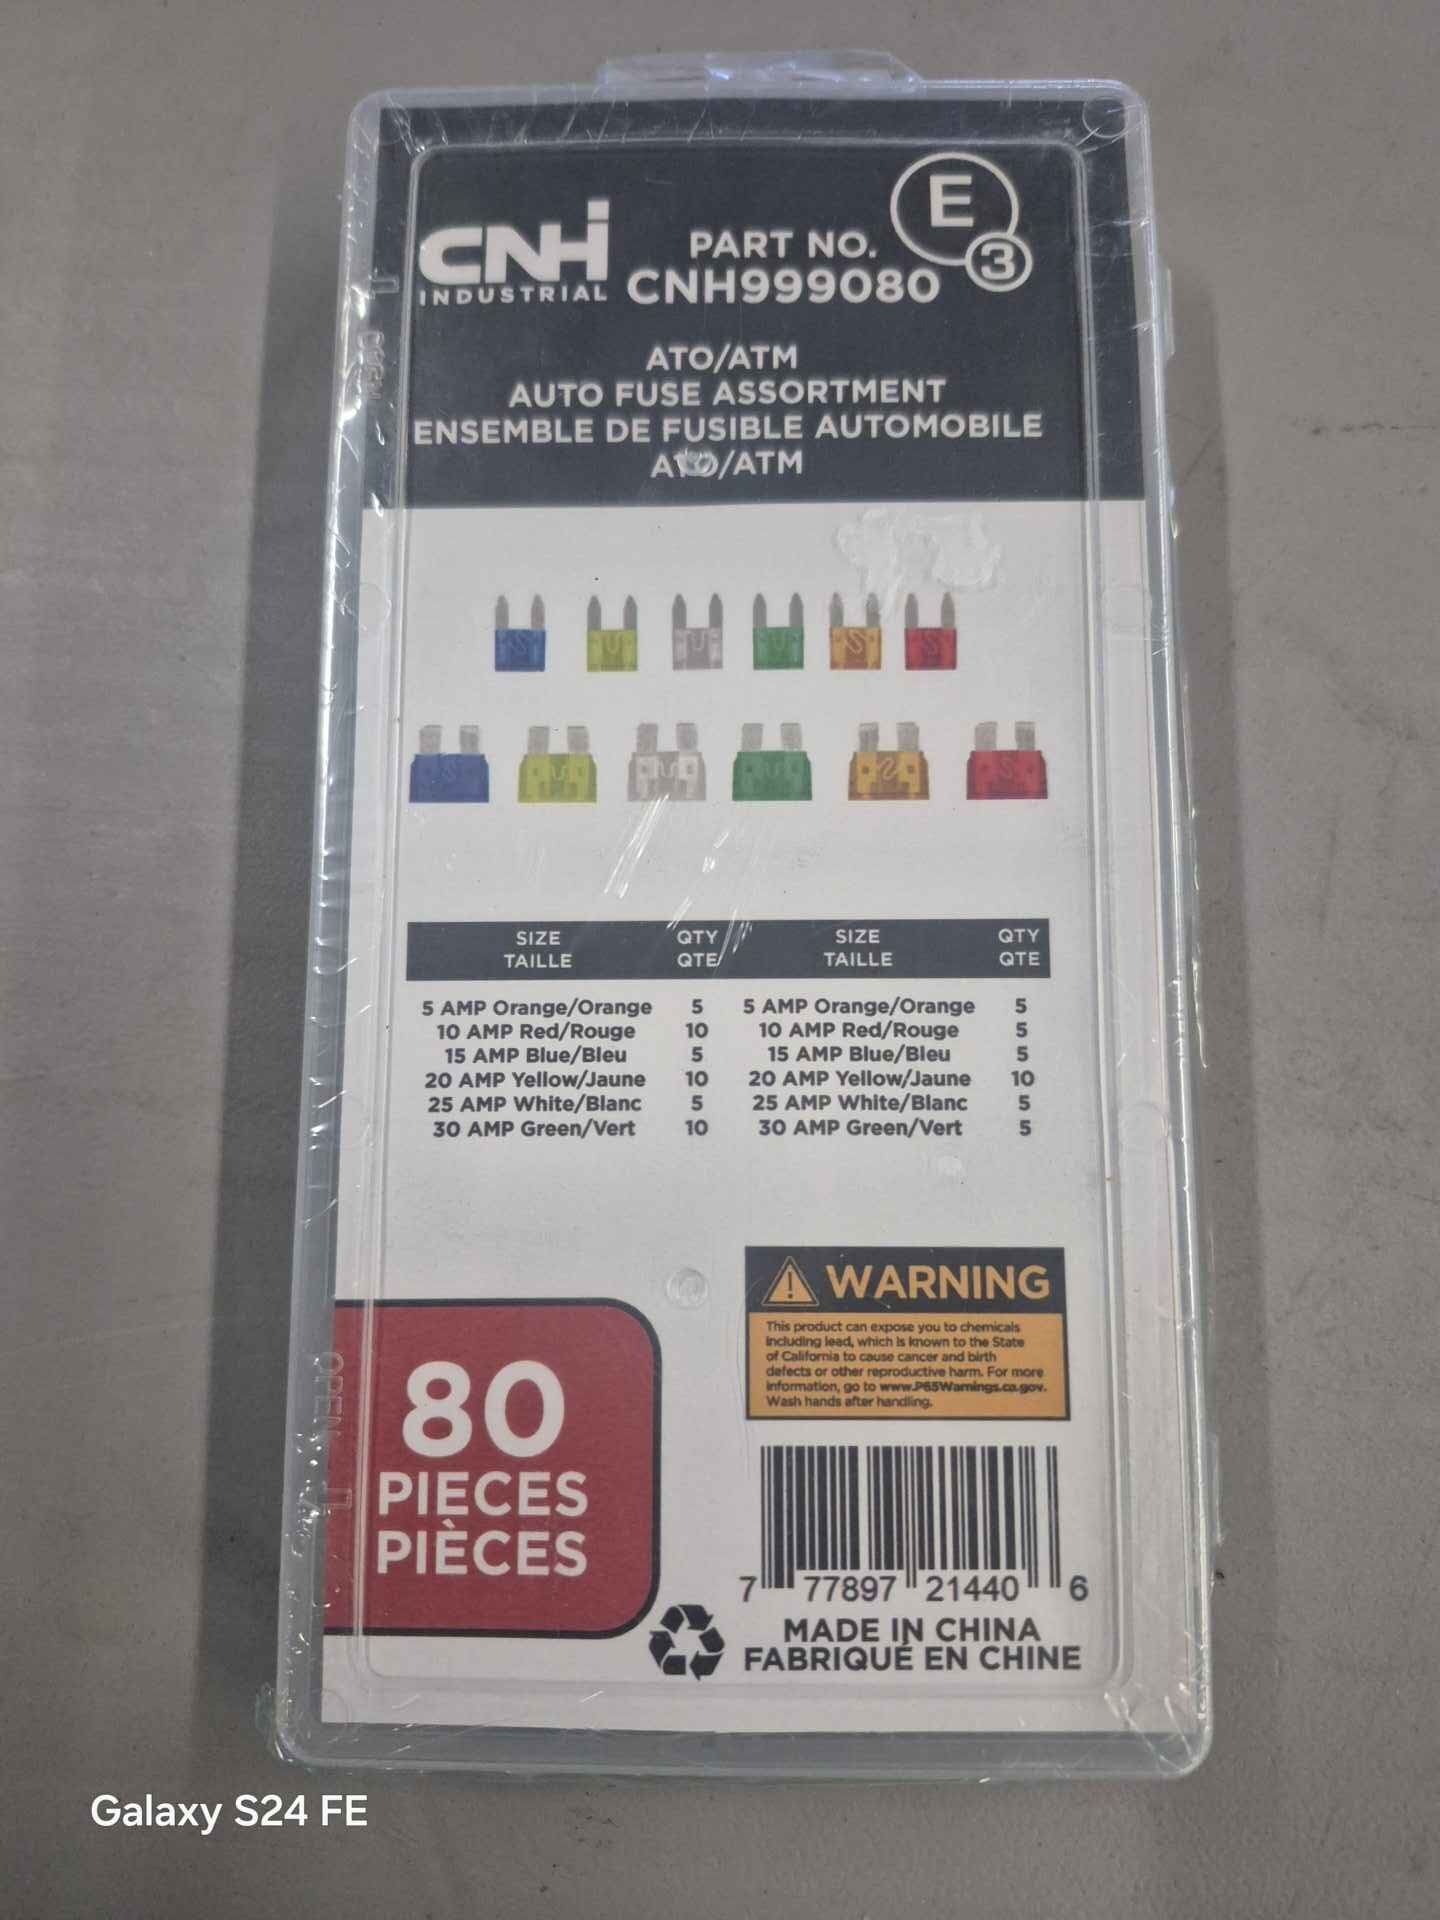 CNHi
INDUSTRIAL
PART NO.
CNH999080
E
3
ATO/ATM
AUTO FUSE ASSORTMENT
ENSEMBLE DE FUSIBLE AUTOMOBILE
ATO/ATM
SIZE QTY SIZE QTY
TAILLE QTE TAILLE QTE
5 AMP Orange/Orange 5 5 AMP Orange/Orange 5
10 AMP Red/Rouge 10 10 AMP Red/Rouge 5
15 AMP Blue/Bleu 5 15 AMP Blue/Bleu 5
20 AMP Yellow/Jaune 10 20 AMP Yellow/Jaune 10
25 AMP White/Blanc 5 25 AMP White/Blanc 5
30 AMP Green/Vert 10 30 AMP Green/Vert 5
WARNING
This product can expose you to chemicals
including lead, which is known to the State
of California to cause cancer and birth
defects or other reproductive harm. For more
information, go to www.P65Warnings.ca.gov.
Wash hands after handling.
OPEN
80
PIECES
PIÈCES
7 77897 21440 6
MADE IN CHINA
FABRIQUÉ EN CHINE
Galaxy S24 FE